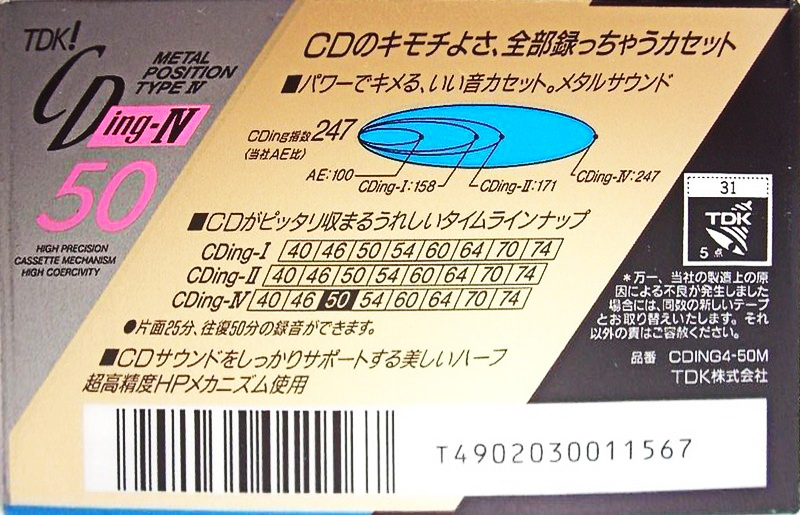 TDK!
CDing-IV
METAL
POSITION
TYPE IV
50
HIGH PRECISION
CASSETTE MECHANISM
HIGH COERCIVITY
CDのキモチよさ、全部録っちゃうカセット
■パワーでキメる、いい音カセット。メタルサウンド
CDing指数247
(当社AE比)
AE:100
CDing-I:158
CDing-II:171
CDing-IV:247
■CDがピッタリ収まるうれしいタイムラインナップ
CDing-I 40 46 50 54 60 64 70 74
CDing-II 40 46 50 54 60 64 70 74
CDing-IV 40 46 50 54 60 64 70 74
●片面25分、往復50分の録音ができます。
■CDサウンドをしっかりサポートする美しいハーフ
超高精度HPメカニズム使用
31
TDK
5点
*万一、当社の製造上の原
因による不良が発生しました
場合には、同数の新しいテープ
とお取り替えいたします。それ
以外の責はご容赦ください。
品番 CDING4-50M
TDK株式会社
T4902030011567